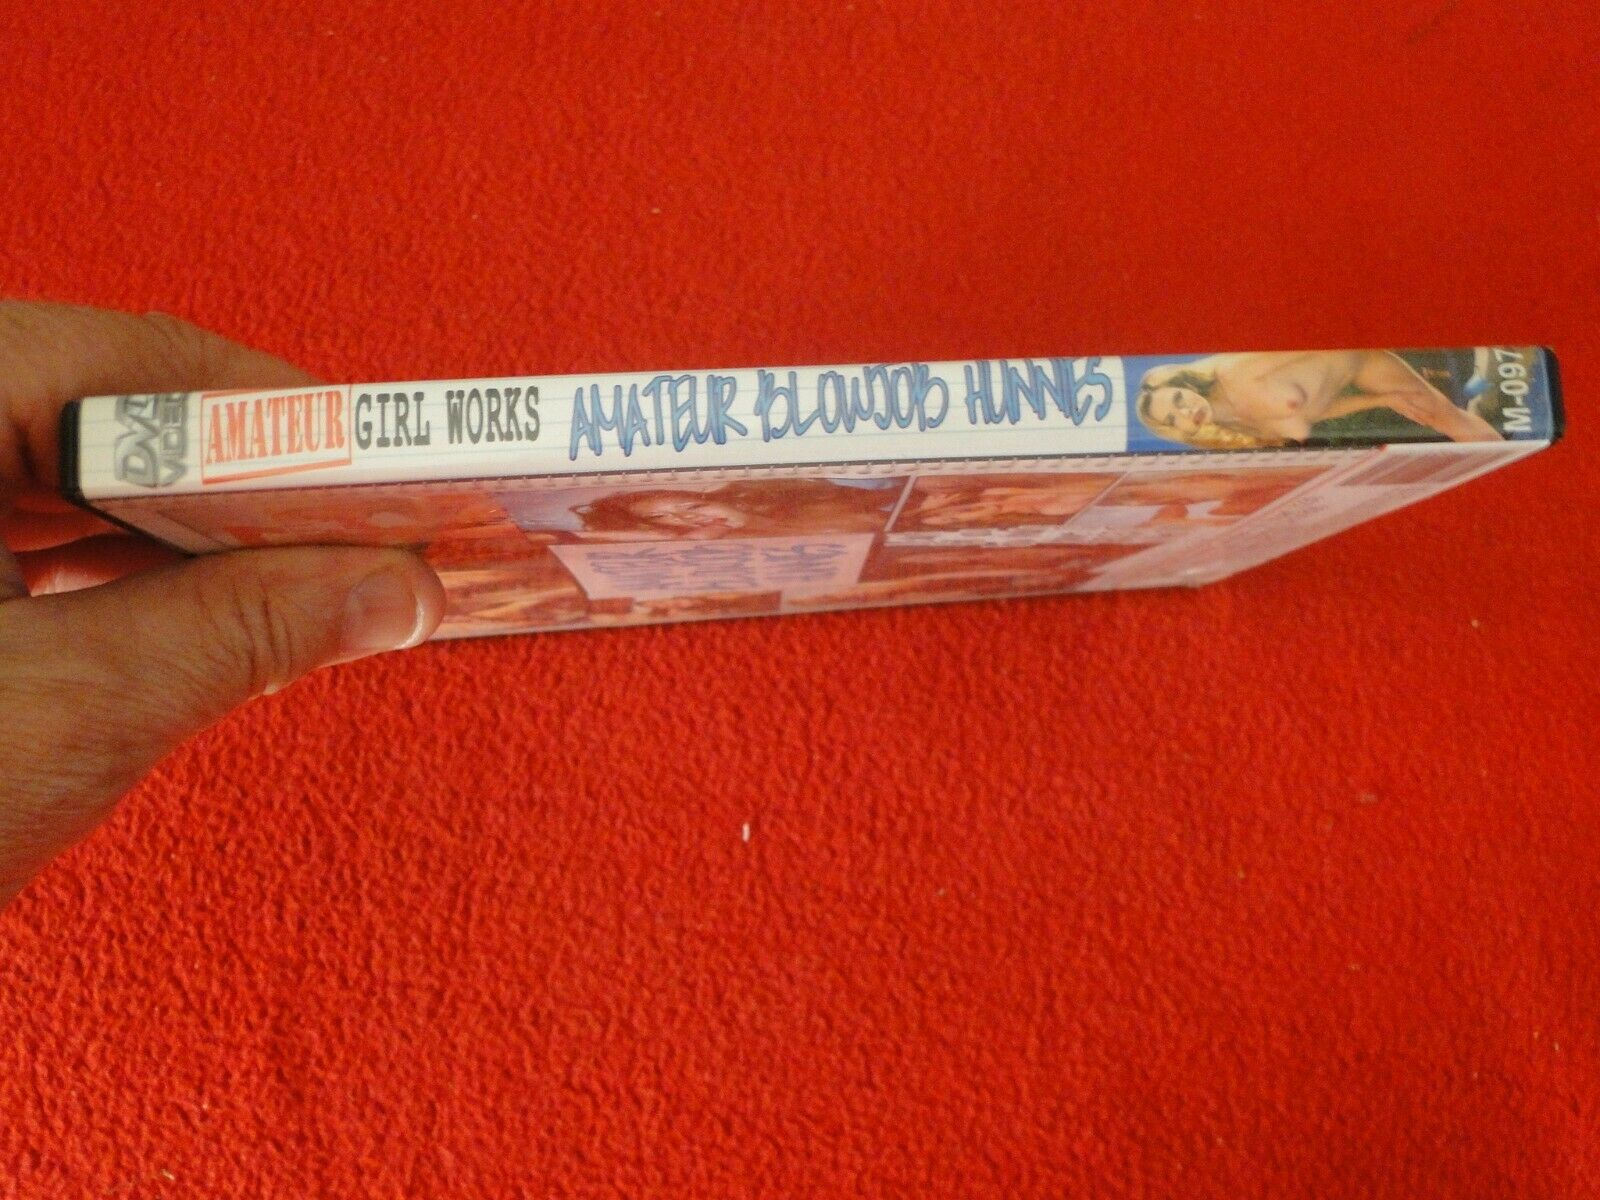 DVD VIDEO
AMATEUR GIRL WORKS AMATEUR BLOWJOB HUNNIES M-097